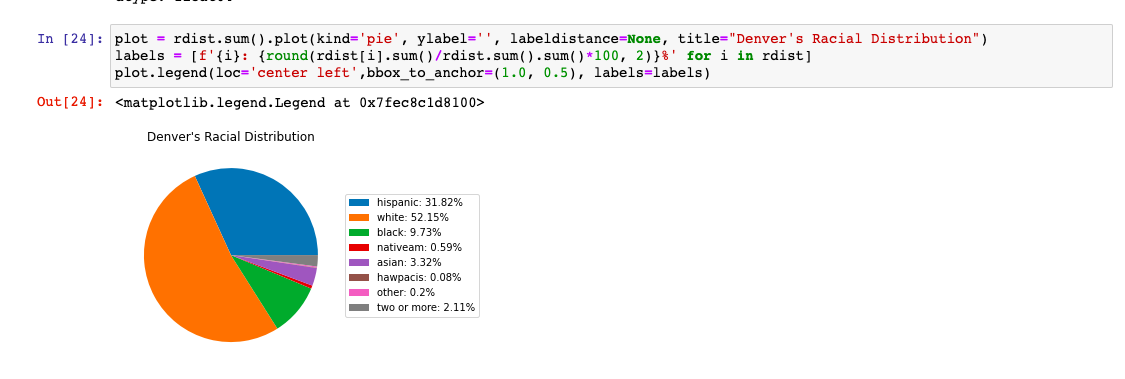 In [24]: plot = rdist.sum().plot(kind='pie', ylabel='', labeldistance=None, title="Denver's Racial Distribution")
labels = [f'{i}: {round(rdist[i].sum()/rdist.sum().sum()*100, 2)}%' for i in rdist]
plot.legend(loc='center left',bbox_to_anchor=(1.0, 0.5), labels=labels)
Out[24]: <matplotlib.legend.Legend at 0x7fec8c1d8100>
Denver's Racial Distribution
hispanic: 31.82%
white: 52.15%
black: 9.73%
nativeam: 0.59%
asian: 3.32%
hawpacis: 0.08%
other: 0.2%
two or more: 2.11%